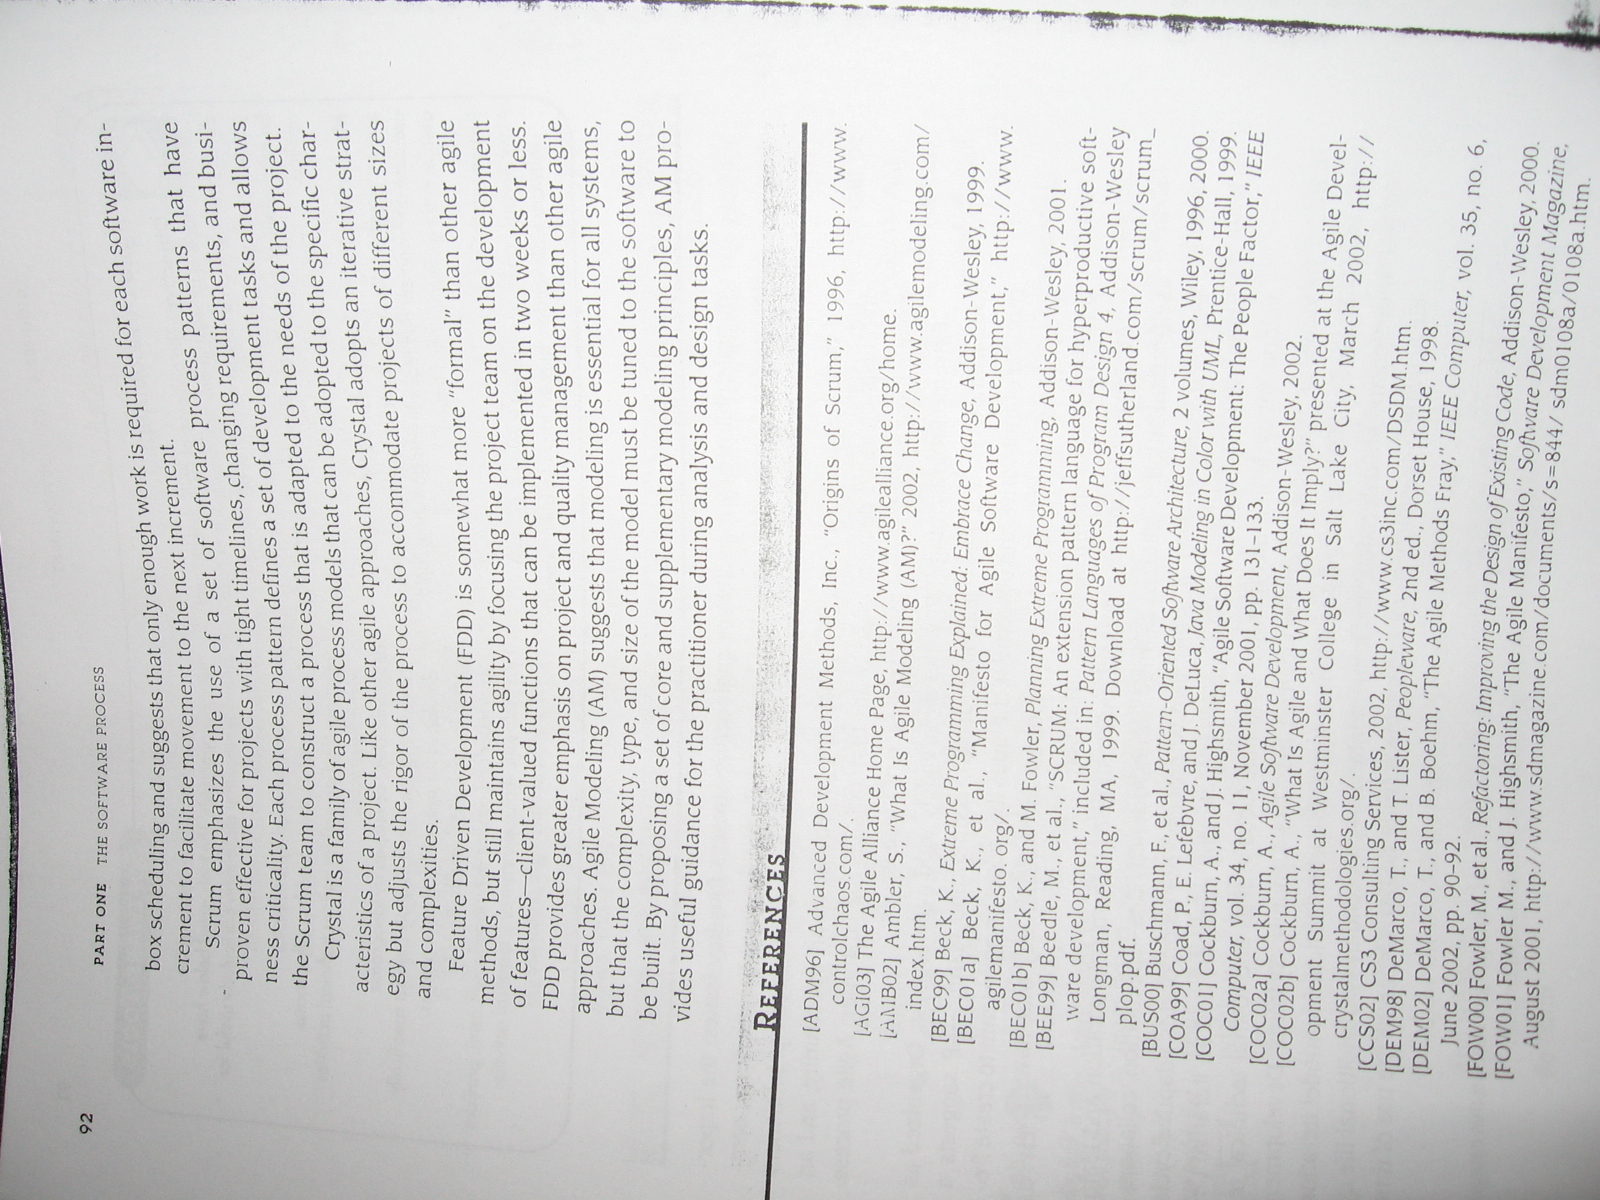 92
PART ONE THE SOFTWARE PROCESS
box scheduling and suggests that only enough work is required for each software in-
crement to facilitate movement to the next increment.
Scrum emphasizes the use of a set of software process patterns that have
proven effective for projects with tight timelines, changing requirements, and busi-
ness criticality. Each process pattern defines a set of development tasks and allows
the Scrum team to construct a process that is adapted to the needs of the project.
Crystal is a family of agile process models that can be adopted to the specific char-
acteristics of a project. Like other agile approaches, Crystal adopts an iterative strat-
egy but adjusts the rigor of the process to accommodate projects of different sizes
and complexities.
Feature Driven Development (FDD) is somewhat more “formal” than other agile
methods, but still maintains agility by focusing the project team on the development
of features—client-valued functions that can be implemented in two weeks or less.
FDD provides greater emphasis on project and quality management than other agile
approaches. Agile Modeling (AM) suggests that modeling is essential for all systems,
but that the complexity, type, and size of the model must be tuned to the software to
be built. By proposing a set of core and supplementary modeling principles, AM pro-
vides useful guidance for the practitioner during analysis and design tasks.
REFERENCES
[ADM96] Advanced Development Methods, Inc., “Origins of Scrum,” 1996, http://www.
controlchaos.com/.
[AGI03] The Agile Alliance Home Page, http://www.agilealliance.org/home.
[AMB02] Ambler, S., “What Is Agile Modeling (AM)?” 2002, http://www.agilemodeling.com/
index.htm.
[BEC99] Beck, K., Extreme Programming Explained: Embrace Change, Addison-Wesley, 1999.
[BEC01a] Beck, K., et al., “Manifesto for Agile Software Development,” http://www.
agilemanifesto. org/.
[BEC01b] Beck, K., and M. Fowler, Planning Extreme Programming, Addison-Wesley, 2001.
[BEE99] Beedle, M., et al., “SCRUM: An extension pattern language for hyperproductive soft-
ware development,” included in: Pattern Languages of Program Design 4, Addison-Wesley
Longman, Reading, MA, 1999. Download at http://jeffsutherland.com/scrum/scrum_
plop.pdf.
[BUS00] Buschmann, F., et al., Pattern-Oriented Software Architecture, 2 volumes, Wiley, 1996, 2000.
[COA99] Coad, P., E. Lefebvre, and J. DeLuca, Java Modeling in Color with UML, Prentice-Hall, 1999.
[COC01] Cockburn, A., and J. Highsmith, “Agile Software Development: The People Factor,” IEEE
Computer, vol. 34, no. 11, November 2001, pp. 131–133.
[COC02a] Cockburn, A., Agile Software Development, Addison-Wesley, 2002.
[COC02b] Cockburn, A., “What Is Agile and What Does It Imply?” presented at the Agile Devel-
opment Summit at Westminster College in Salt Lake City, March 2002, http://
crystalmethodologies.org/.
[CCS02] CS3 Consulting Services, 2002, http://www.cs3inc.com/DSDM.htm.
[DEM98] DeMarco, T., and T. Lister, Peopleware, 2nd ed., Dorset House, 1998.
[DEM02] DeMarco, T., and B. Boehm, “The Agile Methods Fray,” IEEE Computer, vol. 35, no. 6,
June 2002, pp. 90–92.
[FOW00] Fowler, M., et al., Refactoring: Improving the Design of Existing Code, Addison-Wesley, 2000.
[FOW01] Fowler M., and J. Highsmith, “The Agile Manifesto,” Software Development Magazine,
August 2001, http://www.sdmagazine.com/documents/s=844/ sdm0108a/0108a.htm.